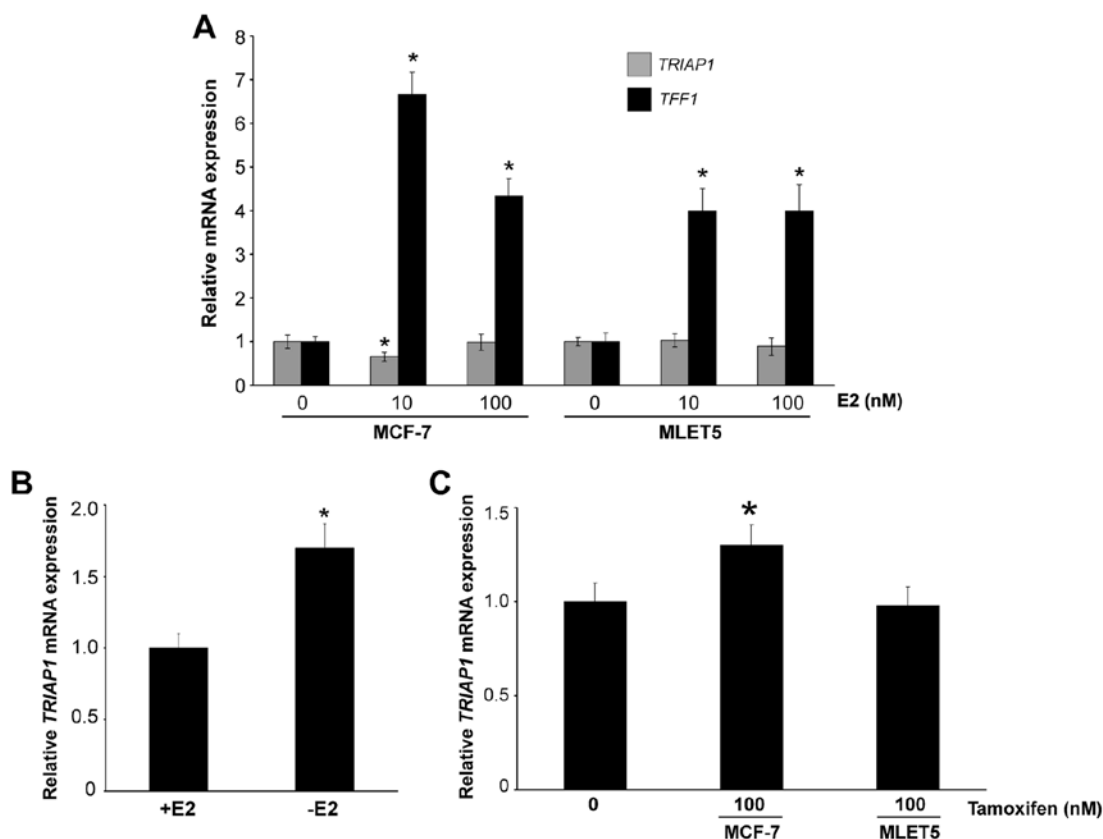 A
Relative mRNA expression
8
7
6
5
4
3
2
1
0
TRIAP1
TFF1
*
*
*
*
*
0 10 100 0 10 100 E2 (nM)
MCF-7 MLET5
B
Relative TRIAP1 mRNA expression
2.0
1.5
1.0
0.5
0
*
+E2 -E2
C
Relative TRIAP1 mRNA expression
1.5
1.0
0.5
0.0
*
0 100 100 Tamoxifen (nM)
MCF-7 MLET5